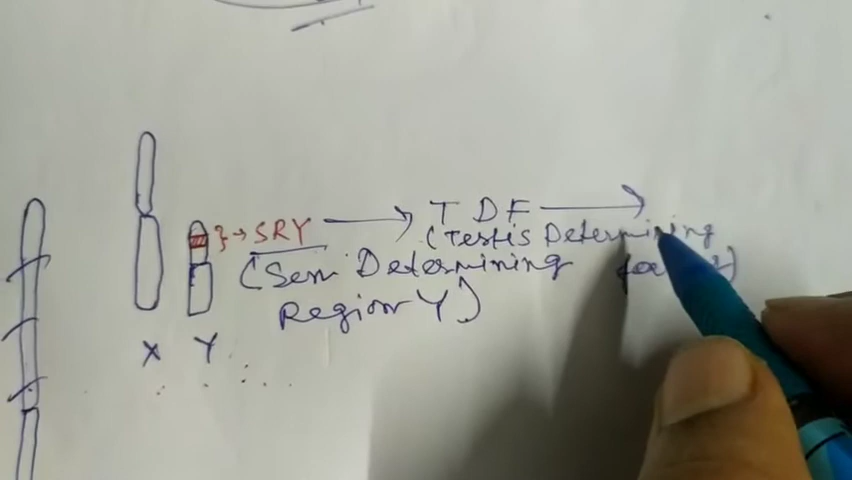 SRY → TDF →
(Testis Determining
(Sex Determining
Region Y)
X Y